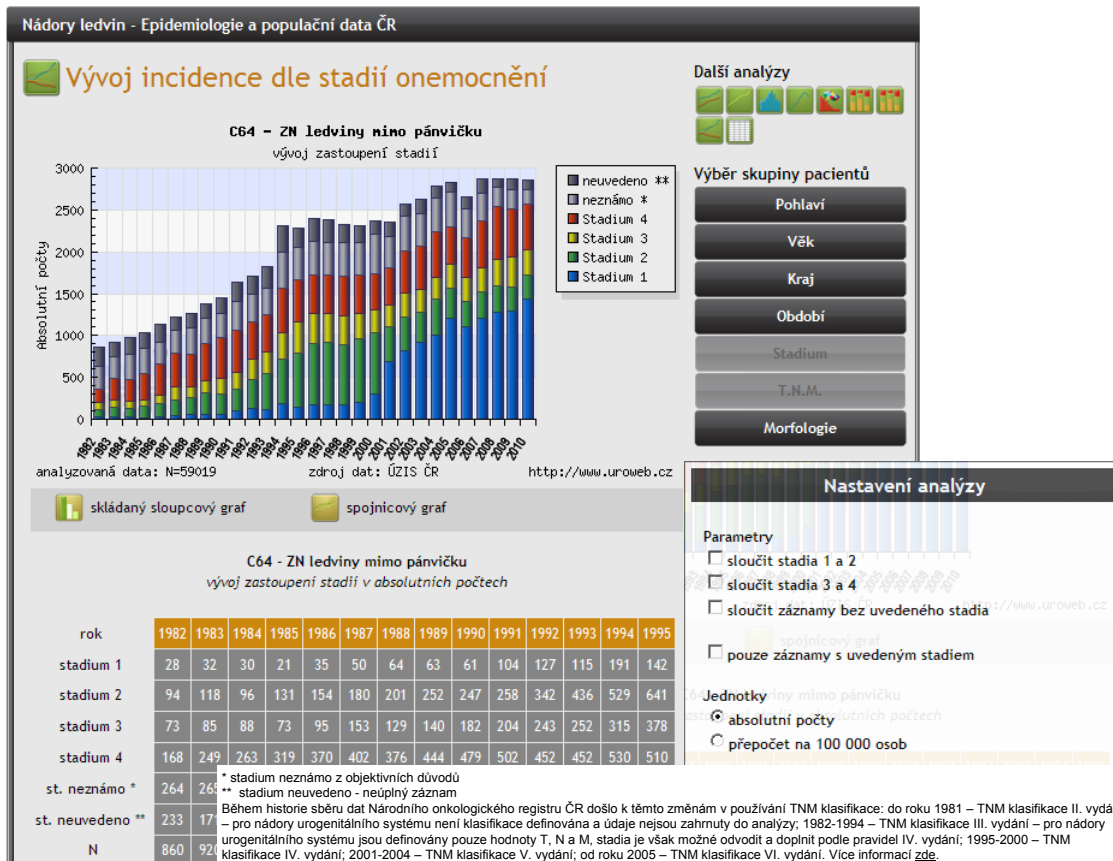 Nádory ledvin - Epidemiologie a populační data ČR
Vývoj incidence dle stadií onemocnění
C64 - ZN ledviny mimo pánvičku
vývoj zastoupení stadií
Absolutní počty
3000
2500
2000
1500
1000
500
0
1982 1983 1984 1985 1986 1987 1988 1989 1990 1991 1992 1993 1994 1995 1996 1997 1998 1999 2000 2001 2002 2003 2004 2005 2006 2007 2008 2009 2010
neuvedeno **
neznámo *
Stadium 4
Stadium 3
Stadium 2
Stadium 1
analyzovaná data: N=59019 zdroj dat: ÚZIS ČR http://www.uroweb.cz
skládaný sloupcový graf spojnicový graf
Další analýzy
Výběr skupiny pacientů
Pohlaví
Věk
Kraj
Období
Stadium
T.N.M.
Morfologie
C64 - ZN ledviny mimo pánvičku
vývoj zastoupení stadií v absolutních počtech
rok 1982 1983 1984 1985 1986 1987 1988 1989 1990 1991 1992 1993 1994 1995
stadium 1 28 32 30 21 35 50 64 63 61 104 127 115 191 142
stadium 2 94 118 96 131 154 180 201 252 247 258 342 436 529 641
stadium 3 73 85 88 73 95 153 129 140 182 204 243 252 315 378
stadium 4 168 249 263 319 370 402 376 444 479 502 452 452 530 510
st. neznámo * 264 265
st. neuvedeno ** 233 171
N 860 920
Nastavení analýzy
Parametry
sloučit stadia 1 a 2
sloučit stadia 3 a 4
sloučit záznamy bez uvedeného stadia
pouze záznamy s uvedeným stadiem
Jednotky
absolutní počty
přepočet na 100 000 osob
* stadium neznámo z objektivních důvodů
** stadium neuvedeno - neúplný záznam
Během historie sběru dat Národního onkologického registru ČR došlo k těmto změnám v používání TNM klasifikace: do roku 1981 – TNM klasifikace II. vydá
– pro nádory urogenitálního systému není klasifikace definována a údaje nejsou zahrnuty do analýzy; 1982-1994 – TNM klasifikace III. vydání – pro nádory
urogenitálního systému jsou definovány pouze hodnoty T, N a M, stadia je však možné odvodit a doplnit podle pravidel IV. vydání; 1995-2000 – TNM
klasifikace IV. vydání; 2001-2004 – TNM klasifikace V. vydání; od roku 2005 – TNM klasifikace VI. vydání. Více informací zde.